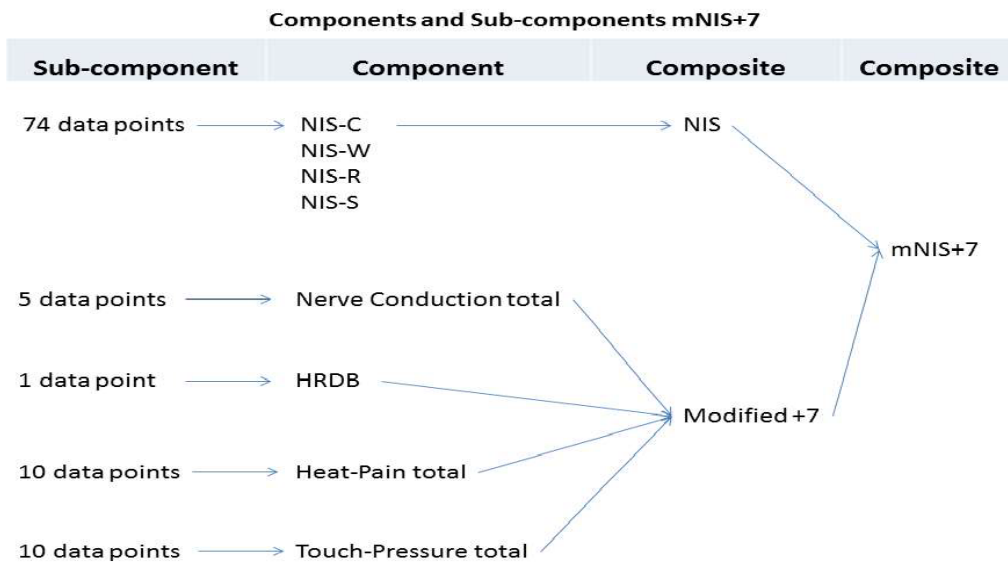 Components and Sub-components mNIS+7
Sub-component Component Composite Composite
74 data points NIS-C NIS
NIS-W
NIS-R
NIS-S
mNIS+7
5 data points Nerve Conduction total
1 data point HRDB
Modified +7
10 data points Heat-Pain total
10 data points Touch-Pressure total